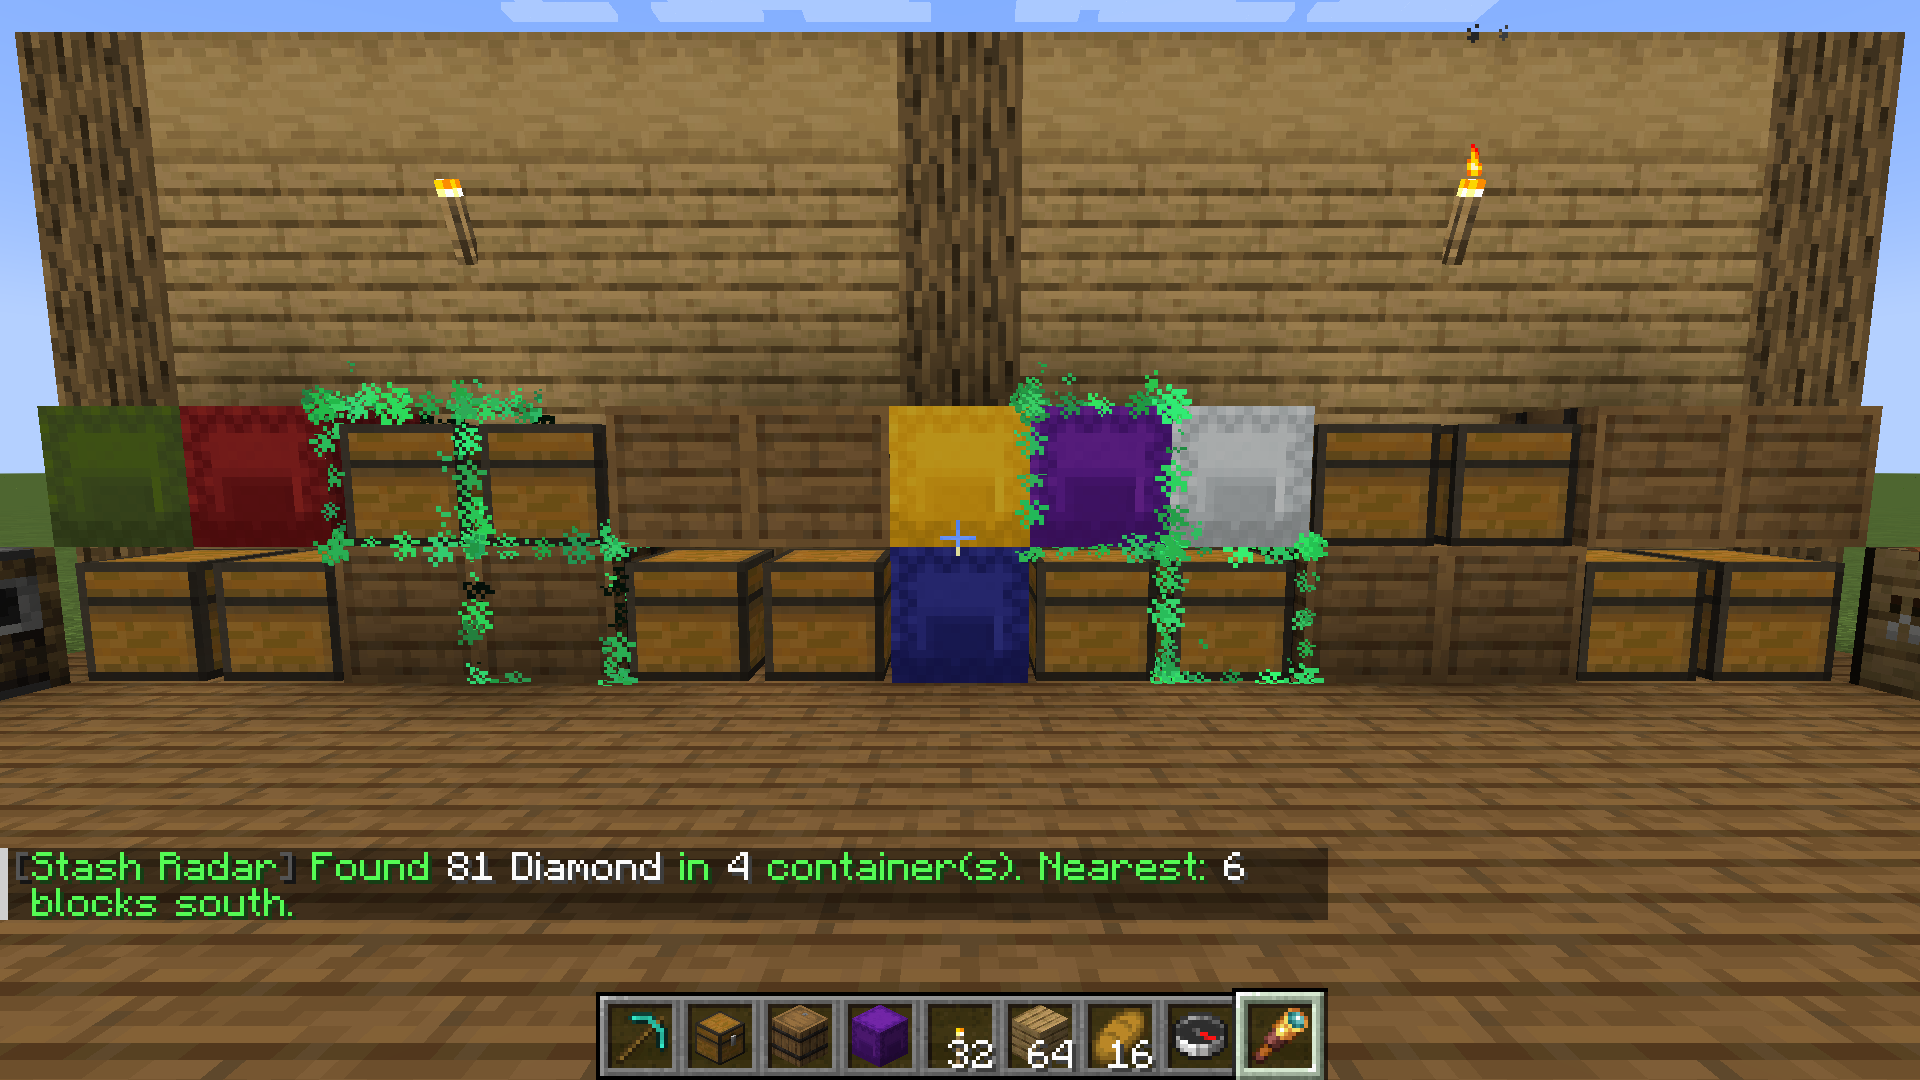 [Stash Radar] Found 81 Diamond in 4 container(s). Nearest: 6
blocks south.
32 64 16